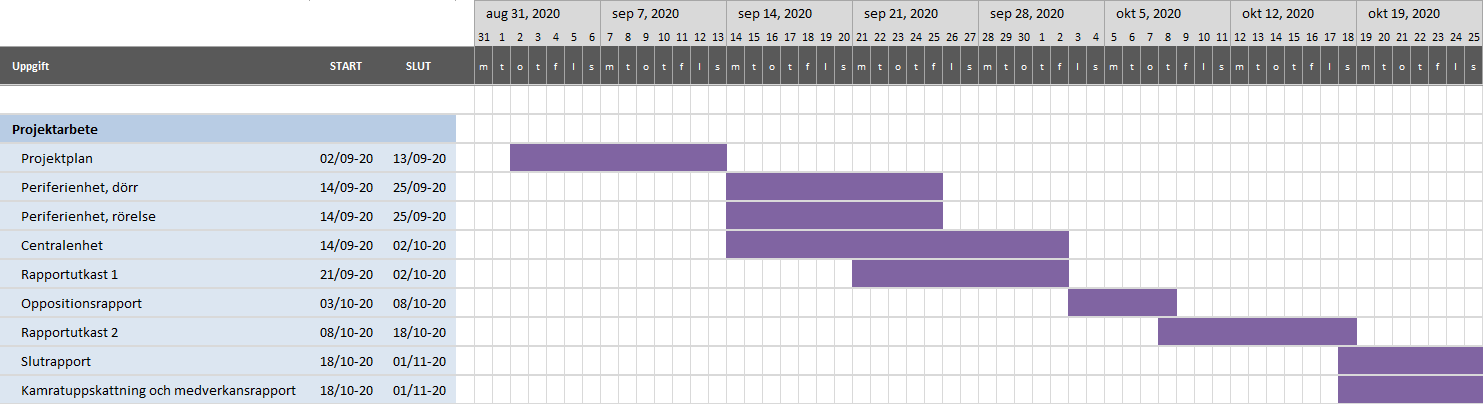 aug 31, 2020 sep 7, 2020 sep 14, 2020 sep 21, 2020 sep 28, 2020 okt 5, 2020 okt 12, 2020 okt 19, 2020
31 1 2 3 4 5 6 7 8 9 10 11 12 13 14 15 16 17 18 19 20 21 22 23 24 25 26 27 28 29 30 1 2 3 4 5 6 7 8 9 10 11 12 13 14 15 16 17 18 19 20 21 22 23 24 25
Uppgift START SLUT m t o t f l s m t o t f l s m t o t f l s m t o t f l s m t o t f l s m t o t f l s m t o t f l s m t o t f l s
Projektarbete
Projektplan 02/09-20 13/09-20
Periferienhet, dörr 14/09-20 25/09-20
Periferienhet, rörelse 14/09-20 25/09-20
Centralenhet 14/09-20 02/10-20
Rapportutkast 1 21/09-20 02/10-20
Oppositionsrapport 03/10-20 08/10-20
Rapportutkast 2 08/10-20 18/10-20
Slutrapport 18/10-20 01/11-20
Kamratuppskattning och medverkansrapport 18/10-20 01/11-20